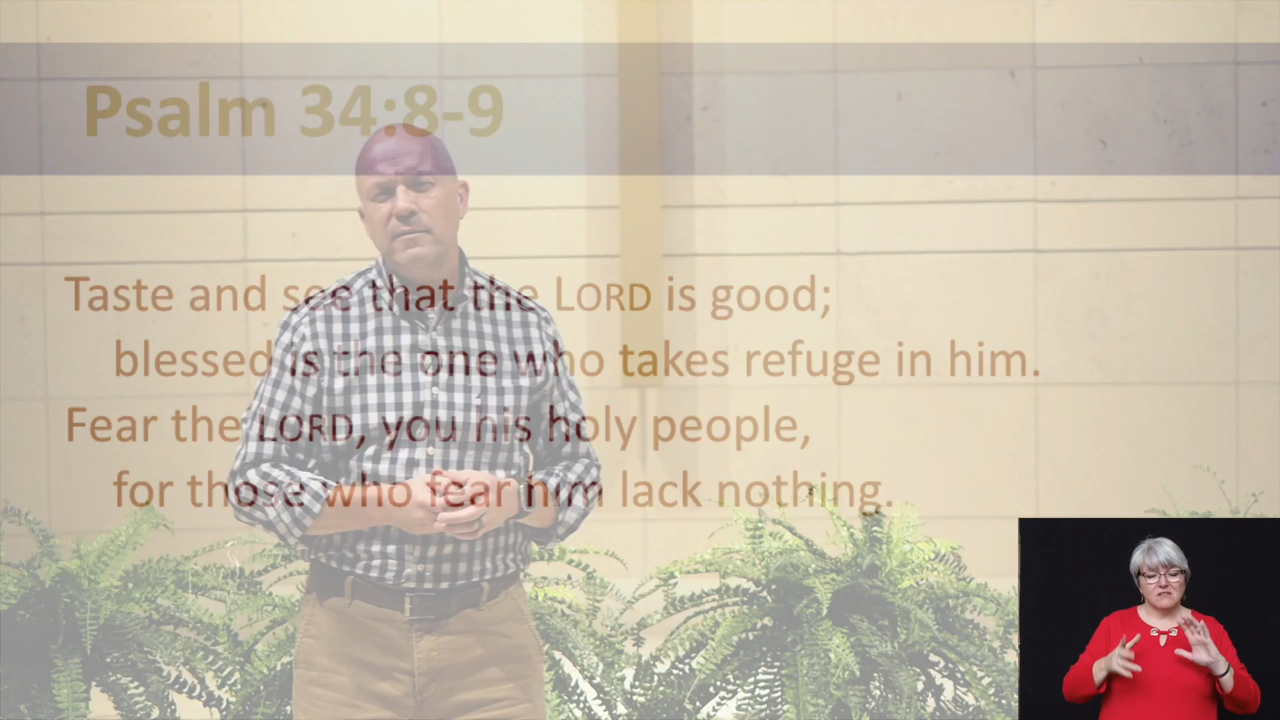 Psalm 34:8-9
Taste and see that the LORD is good;
blessed is the one who takes refuge in him.
Fear the LORD, you his holy people,
for those who fear him lack nothing.